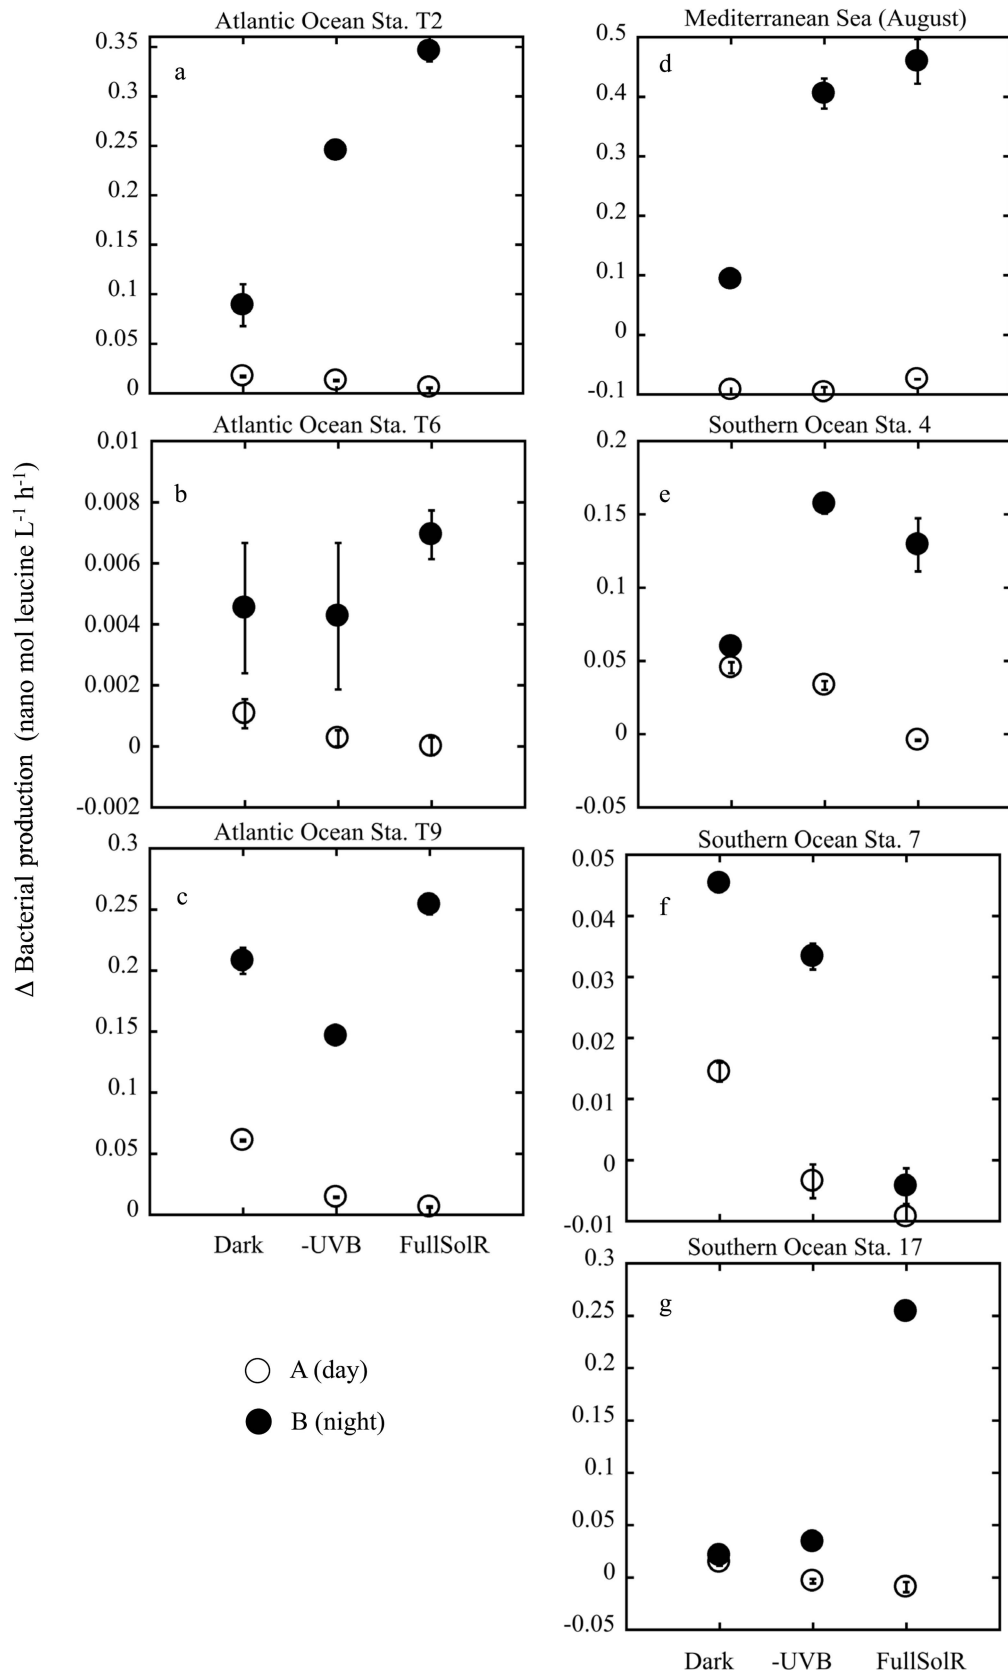 Δ Bacterial production (nano mol leucine L⁻¹ h⁻¹)
Atlantic Ocean Sta. T2
a
0.35
0.3
0.25
0.2
0.15
0.1
0.05
0
Atlantic Ocean Sta. T6
b
0.01
0.008
0.006
0.004
0.002
0
-0.002
Atlantic Ocean Sta. T9
c
0.3
0.25
0.2
0.15
0.1
0.05
0
Dark -UVB FullSolR
A (day)
B (night)
Mediterranean Sea (August)
d
0.5
0.4
0.3
0.2
0.1
0
-0.1
Southern Ocean Sta. 4
e
0.2
0.15
0.1
0.05
0
-0.05
Southern Ocean Sta. 7
f
0.05
0.04
0.03
0.02
0.01
0
-0.01
Southern Ocean Sta. 17
g
0.3
0.25
0.2
0.15
0.1
0.05
0
-0.05
Dark -UVB FullSolR